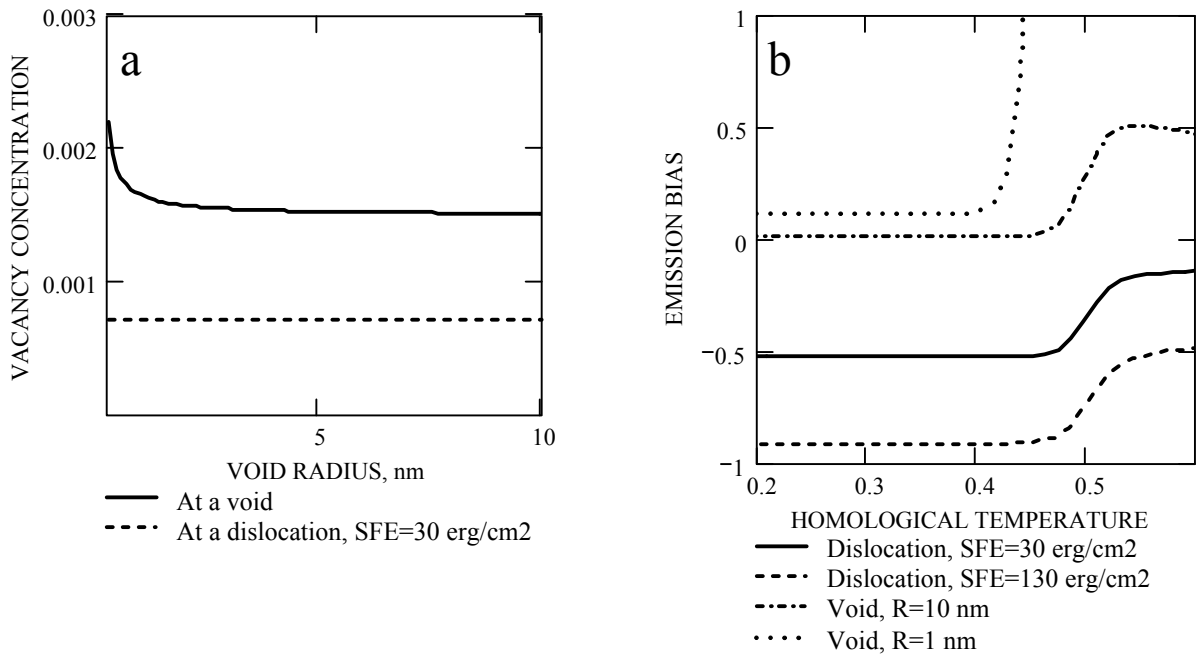 0.003
a
0.002
0.001
VACANCY CONCENTRATION
5
10
VOID RADIUS, nm
At a void
At a dislocation, SFE=30 erg/cm2
1
b
0.5
0
−0.5
−1
EMISSION BIAS
0.2
0.3
0.4
0.5
HOMOLOGICAL TEMPERATURE
Dislocation, SFE=30 erg/cm2
Dislocation, SFE=130 erg/cm2
Void, R=10 nm
Void, R=1 nm